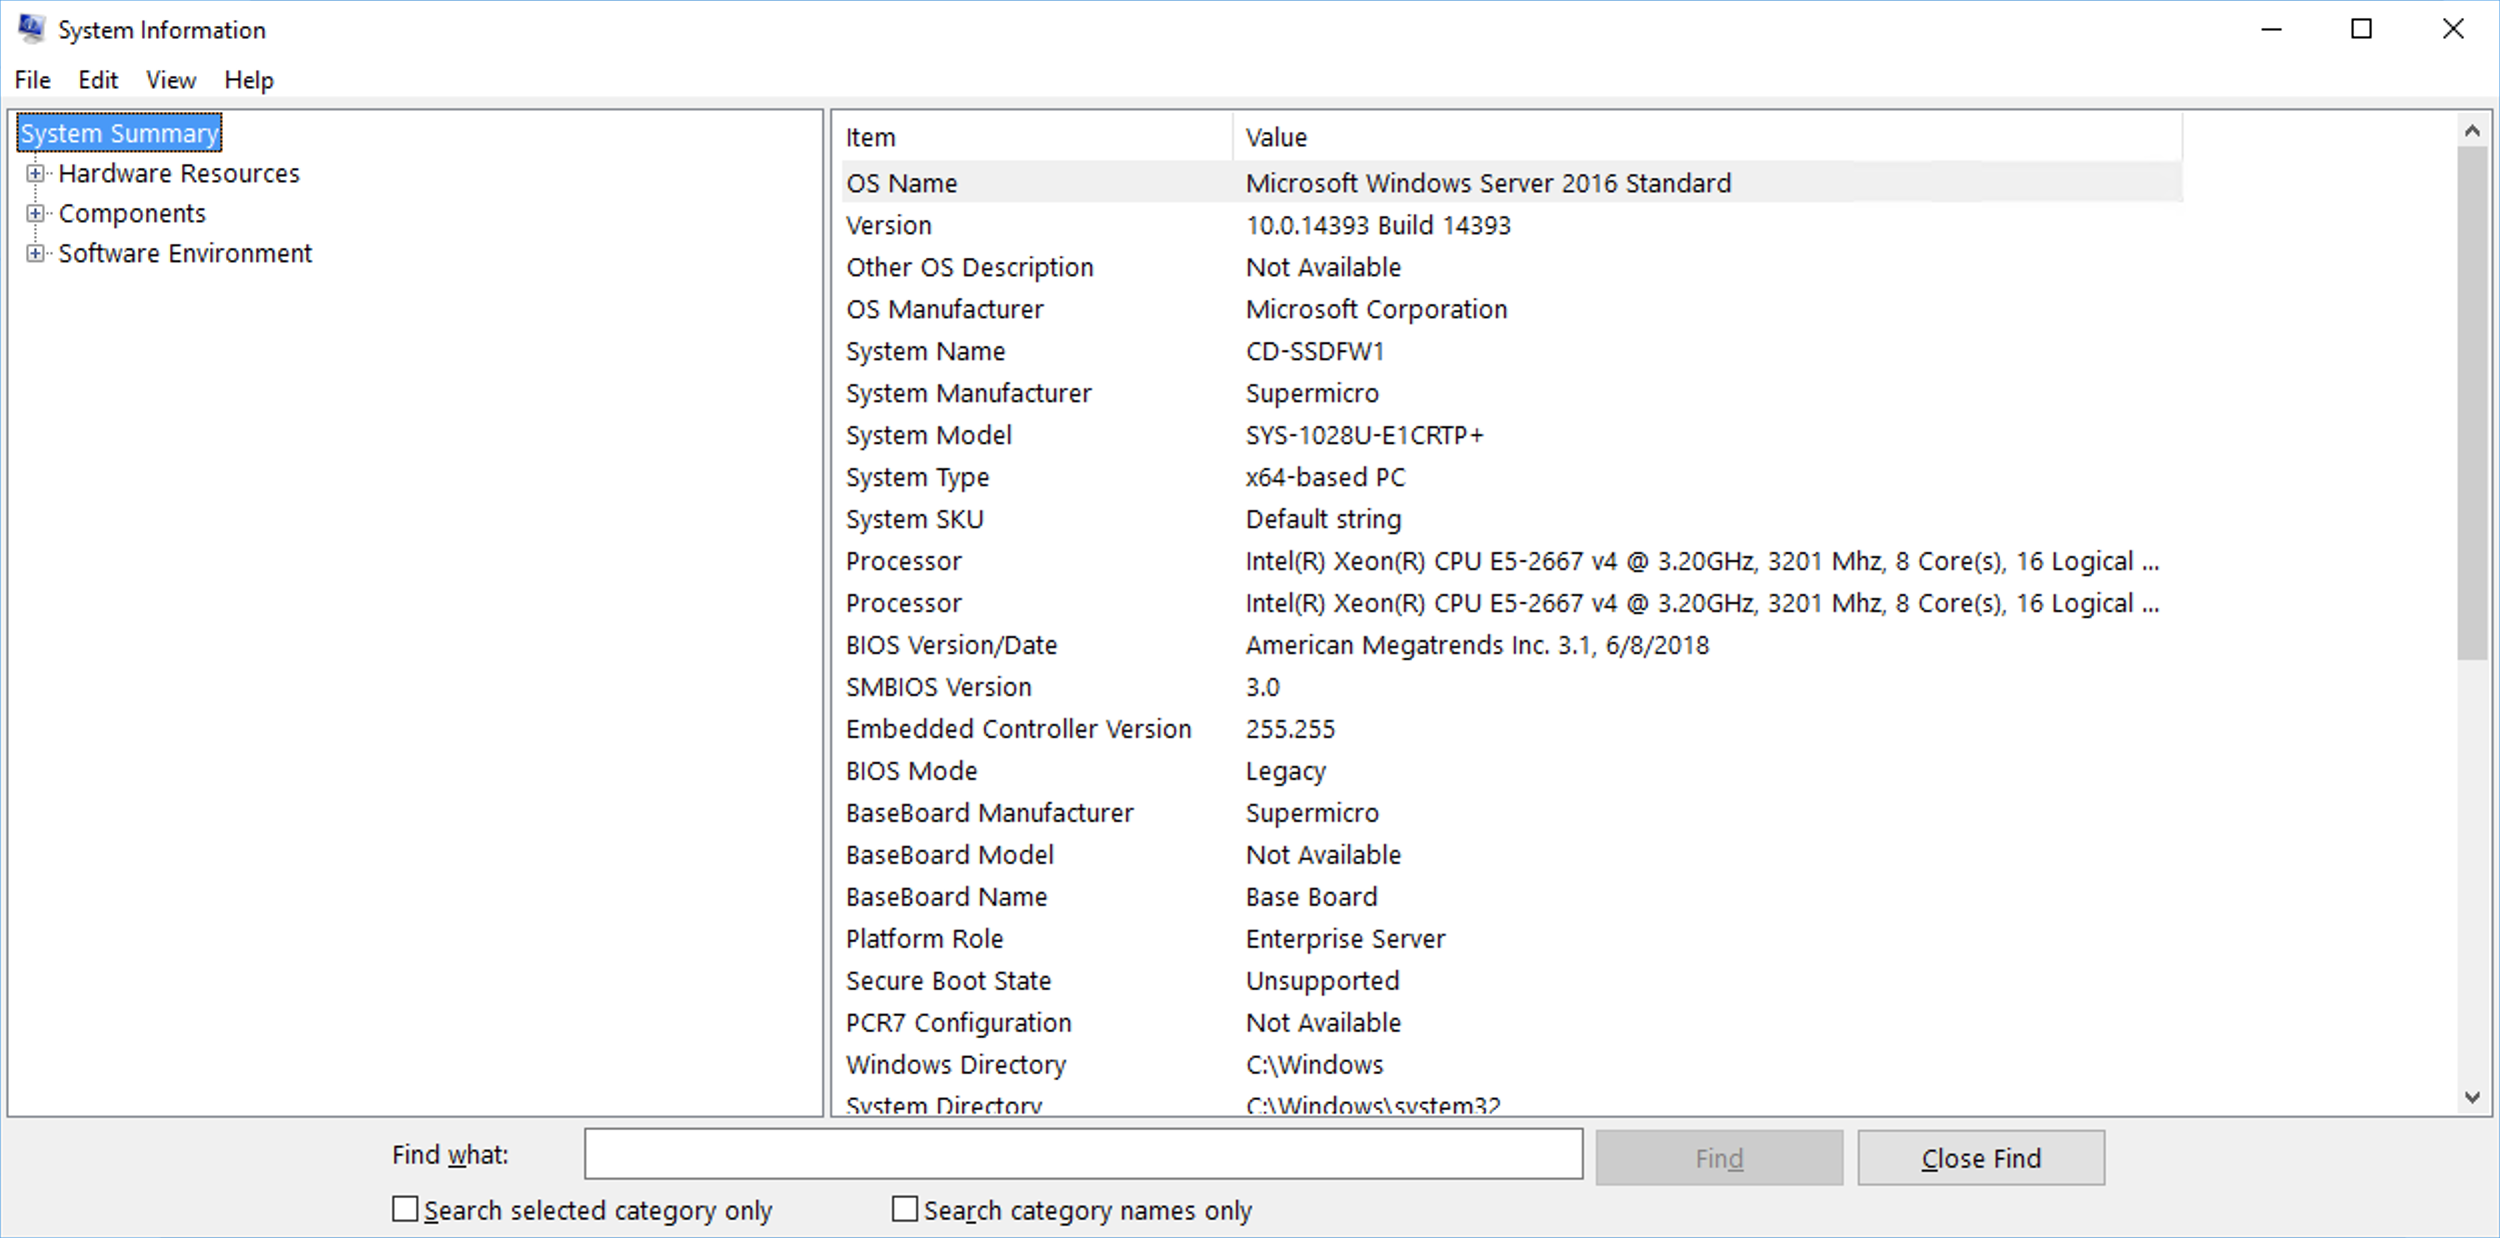 System Information
File Edit View Help
System Summary
Hardware Resources
Components
Software Environment
Item Value
OS Name Microsoft Windows Server 2016 Standard
Version 10.0.14393 Build 14393
Other OS Description Not Available
OS Manufacturer Microsoft Corporation
System Name CD-SSDFW1
System Manufacturer Supermicro
System Model SYS-1028U-E1CRTP+
System Type x64-based PC
System SKU Default string
Processor Intel(R) Xeon(R) CPU E5-2667 v4 @ 3.20GHz, 3201 Mhz, 8 Core(s), 16 Logical ...
Processor Intel(R) Xeon(R) CPU E5-2667 v4 @ 3.20GHz, 3201 Mhz, 8 Core(s), 16 Logical ...
BIOS Version/Date American Megatrends Inc. 3.1, 6/8/2018
SMBIOS Version 3.0
Embedded Controller Version 255.255
BIOS Mode Legacy
BaseBoard Manufacturer Supermicro
BaseBoard Model Not Available
BaseBoard Name Base Board
Platform Role Enterprise Server
Secure Boot State Unsupported
PCR7 Configuration Not Available
Windows Directory C:\Windows
System Directory C:\Windows\system32
Find what: Find Close Find
Search selected category only Search category names only